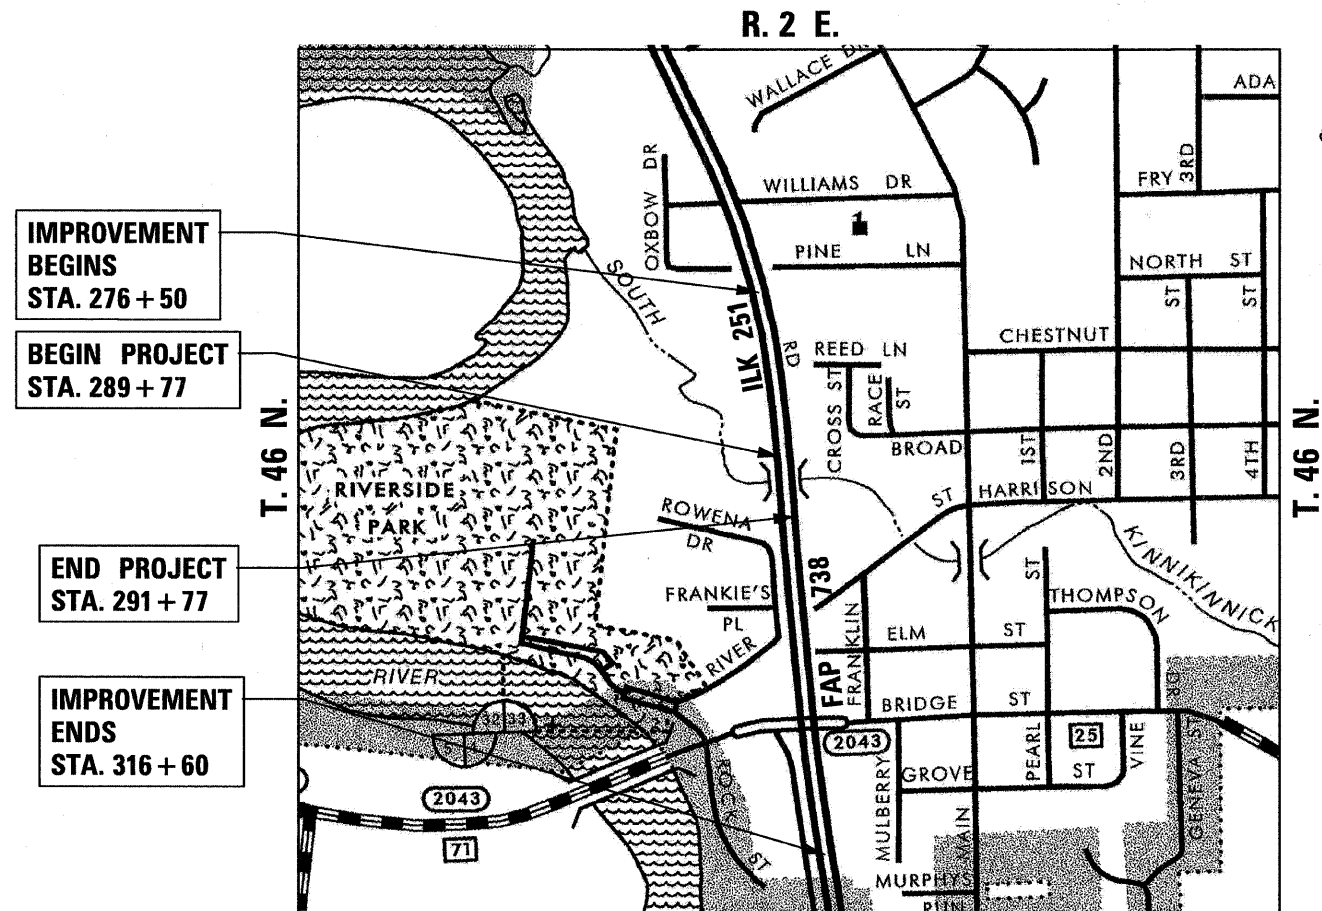 R. 2 E.
WALLACE DR
ADA
OXBOW DR
WILLIAMS DR
FRY
3RD
1
PINE LN
IMPROVEMENT
BEGINS
STA. 276 + 50
SOUTH
NORTH ST
ST
ST
BEGIN PROJECT
STA. 289 + 77
ILK 251
RD
REED LN
CHESTNUT
CROSS ST
RACE ST
BROAD
1ST
2ND
3RD
4TH
T. 46 N.
T. 46 N.
RIVERSIDE
PARK
ST HARRISON
ROWENA
DR
KINNIKINNICK
END PROJECT
STA. 291 + 77
738
FRANKIE'S
PL
FRANKLIN
ELM ST
ST
THOMPSON
DR
RIVER
RIVER
FAP
BRIDGE ST
IMPROVEMENT
ENDS
STA. 316 + 60
32 33
2043
MULBERRY
GROVE ST
PEARL
25
VINE
GENEVA ST
MAIN
ROCK ST
2043
71
MURPHYS
RUN